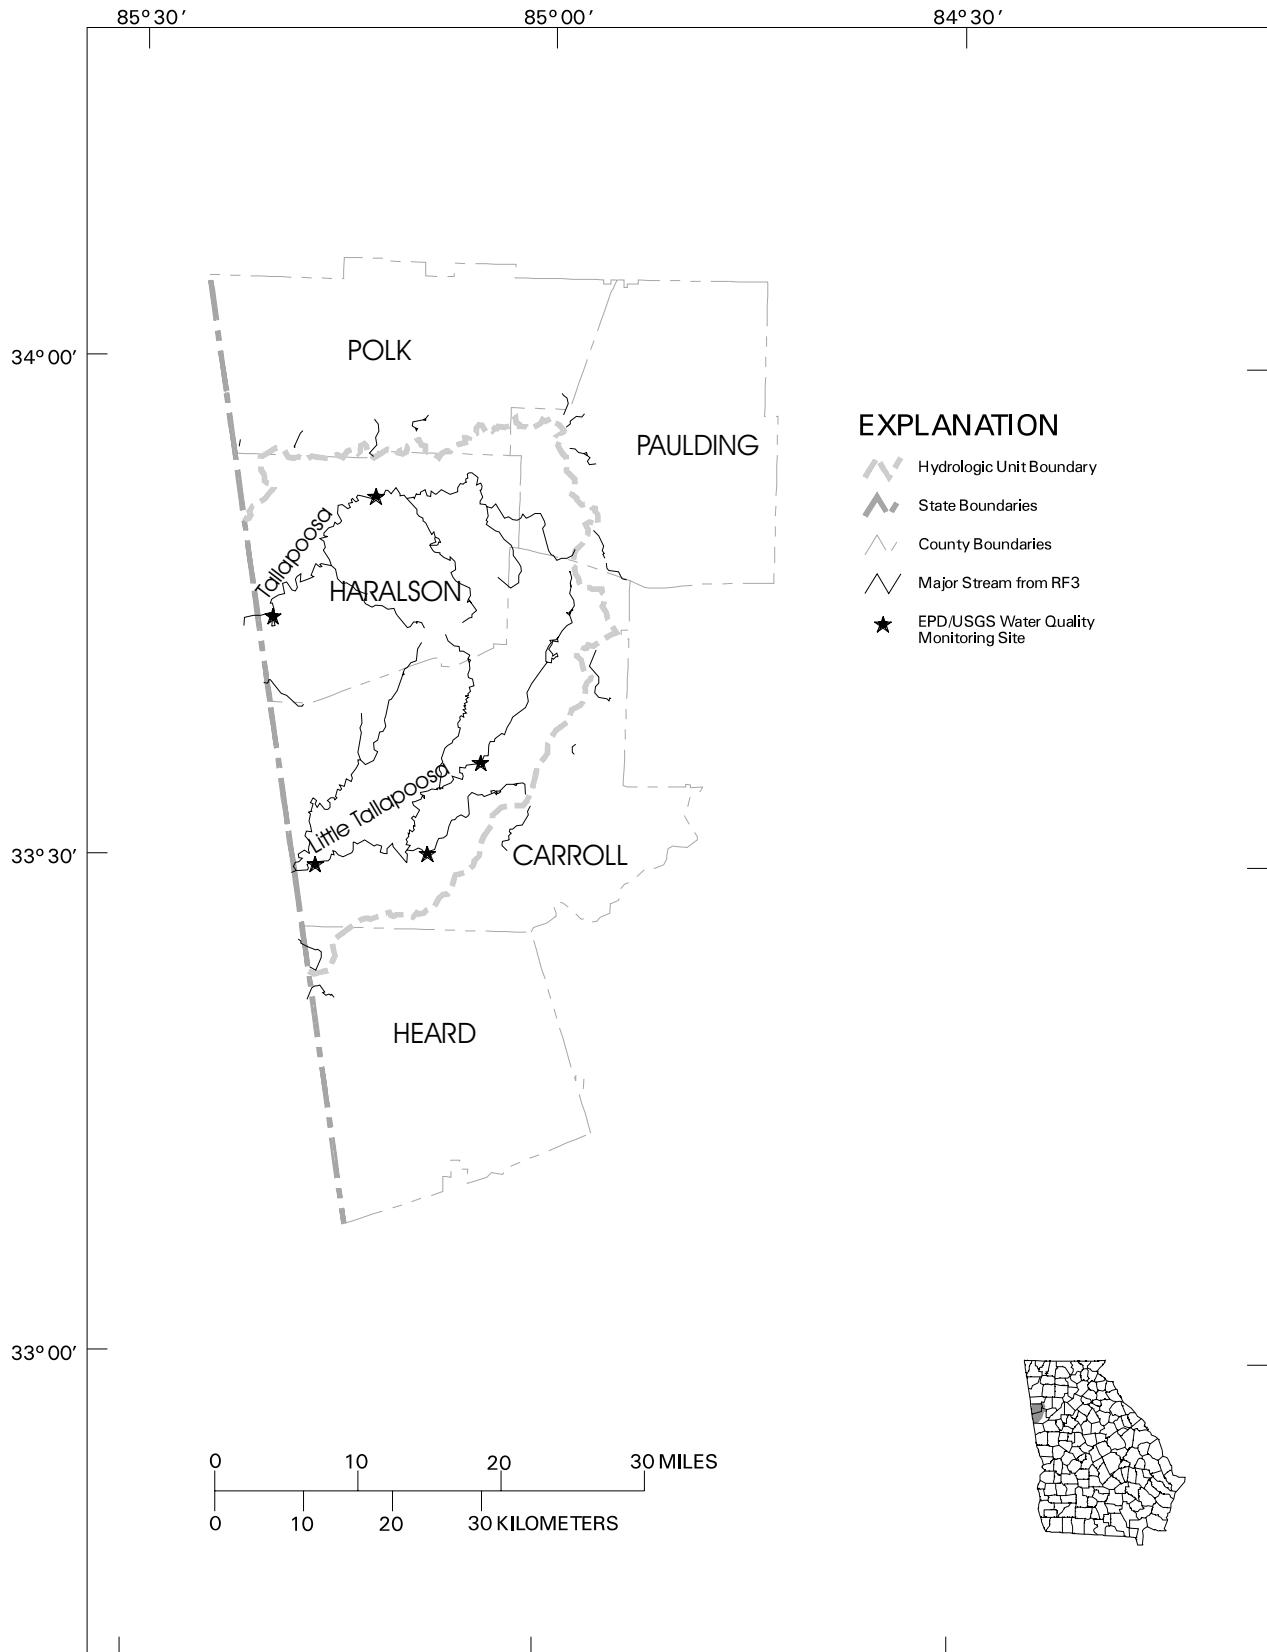 85°30′
85°00′
84°30′
POLK
34°00′
EXPLANATION
PAULDING
Hydrologic Unit Boundary
State Boundaries
Tallapoosa
County Boundaries
HARALSON
Major Stream from RF3
EPD/USGS Water Quality
Monitoring Site
Little Tallapoosa
33°30′
CARROLL
HEARD
33°00′
0 10 20 30 MILES
0 10 20 30 KILOMETERS